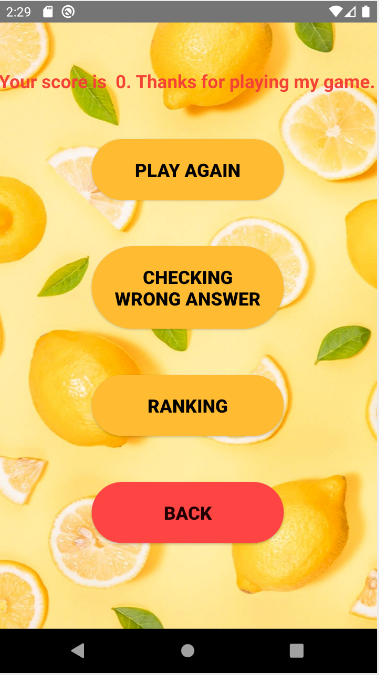 2:29
Your score is  0. Thanks for playing my game.
PLAY AGAIN
CHECKING
WRONG ANSWER
RANKING
BACK